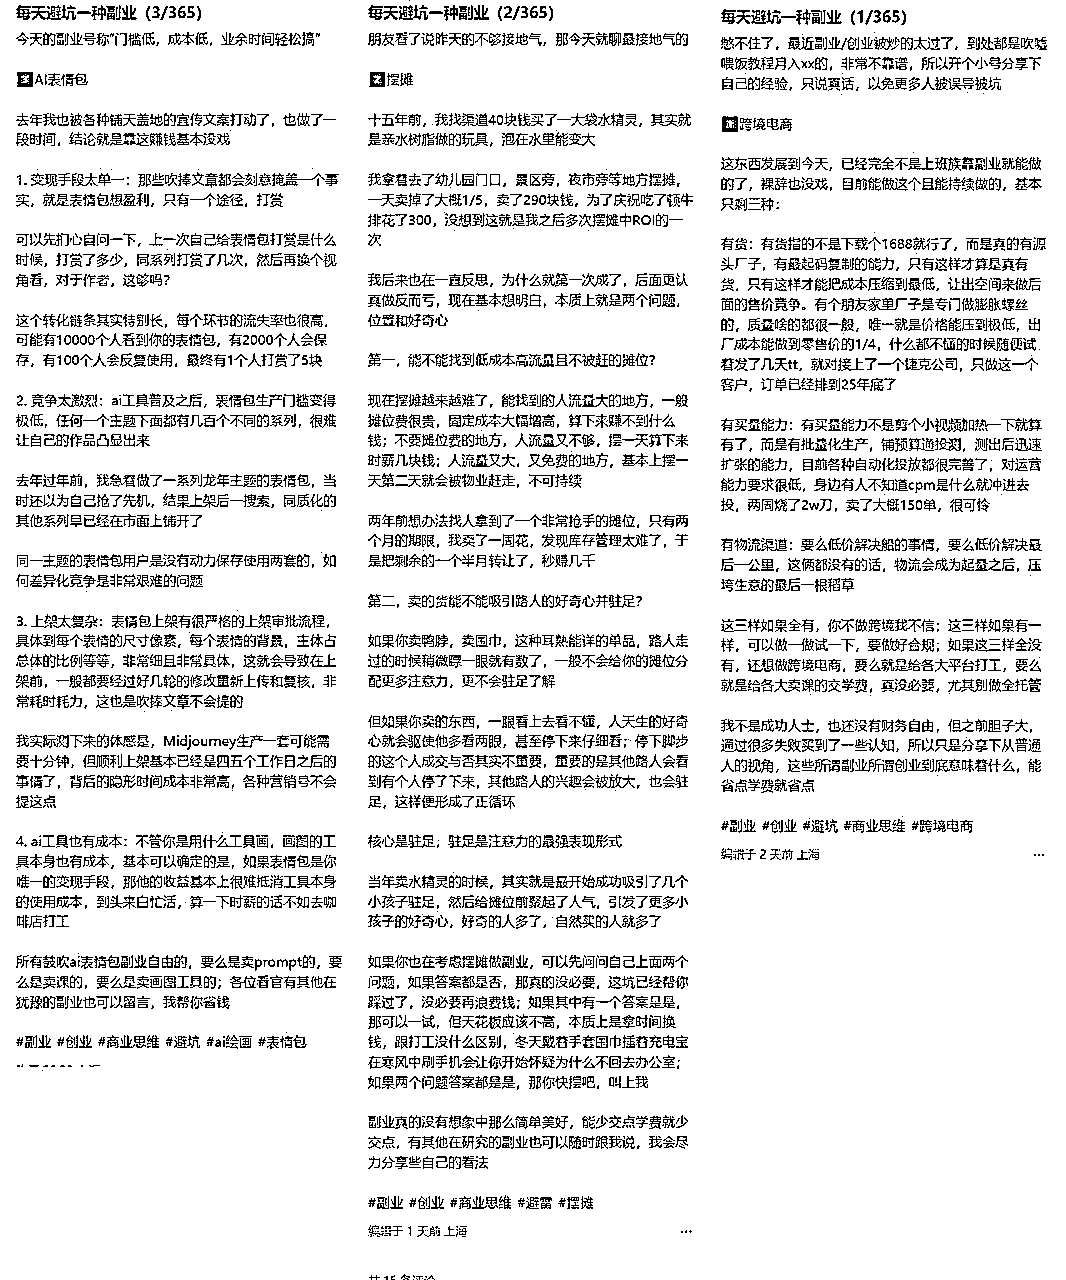 每天避坑一种副业（3/365）
今天的副业号称“门槛低，成本低，业余时间轻松搞”
AI表情包
去年我也被各种铺天盖地的宣传文案打动了，也做了一
段时间，结论就是靠这赚钱基本没戏
1. 变现手段太单一：那些吹捧文章都会刻意掩盖一个事
实，就是表情包想盈利，只有一个途径，打赏
可以先扪心自问一下，上一次自己给表情包打赏是什么
时候，打赏了多少，同系列打赏了几次，然后再换个视
角看，对于作者，这够吗？
这个转化链条其实特别长，每个环节的流失率也很高，
可能有10000个人看到你的表情包，有2000个人会保
存，有100个人会反复使用，最终有1个人打赏了5块
2. 竞争太激烈：ai工具普及之后，表情包生产门槛变得
极低，任何一个主题下面都有几百个不同的系列，很难
让自己的作品凸显出来
去年过年前，我急着做了一系列龙年主题的表情包，当
时还以为自己抢了先机，结果上架后一搜索，同质化的
其他系列早已经在市面上铺开了
同一主题的表情包用户是没有动力保存使用两套的，如
何差异化竞争是非常艰难的问题
3. 上架太复杂：表情包上架有很严格的上架审批流程，
具体到每个表情的尺寸像素，每个表情的背景，主体占
总体的比例等等，非常细且非常具体，这就会导致在上
架前，一般都要经过好几轮的修改重新上传和复核，非
常耗时耗力，这也是吹捧文章不会提的
我实际测下来的体感是，Midjourney生产一套可能需
要十分钟，但顺利上架基本已经是四五个工作日之后的
事情了，背后的隐形时间成本非常高，各种营销号不会
提这点
4. ai工具也有成本：不管你是用什么工具画，画图的工
具本身也有成本，基本可以确定的是，如果表情包是你
唯一的变现手段，那他的收益基本上很难抵消工具本身
的使用成本，到头来白忙活，算一下时薪的话不如去咖
啡店打工
所有鼓吹ai表情包副业自由的，要么是卖prompt的，要
么是卖课的，要么是卖画图工具的；各位看官有其他在
犹豫的副业也可以留言，我帮你省钱
#副业 #创业 #商业思维 #避坑 #ai绘画 #表情包
每天避坑一种副业（2/365）
朋友看了说昨天的不够接地气，那今天就聊最接地气的
摆摊
十五年前，我找渠道40块钱买了一大袋水精灵，其实就
是亲水树脂做的玩具，泡在水里能变大
我拿着去了幼儿园门口，景区旁，夜市旁等地方摆摊，
一天卖掉了大概1/5，卖了290块钱，为了庆祝吃了顿牛
排花了300，没想到这就是我之后多次摆摊中ROI的一
次
我后来也在一直反思，为什么就第一次成了，后面更认
真做反而亏，现在基本想明白，本质上就是两个问题，
位置和好奇心
第一，能不能找到低成本高流量且不被赶的摊位？
现在摆摊越来越难了，能找到的人流量大的地方，一般
摊位费很贵，固定成本大幅增高，算下来赚不到什么
钱；不要摊位费的地方，人流量又不够，摆一天算下来
时薪几块钱；人流量又大，又免费的地方，基本上摆一
天第二天就会被物业赶走，不可持续
两年前想办法找人拿到了一个非常抢手的摊位，只有两
个月的期限，我卖了一周花，发现库存管理太难了，于
是把剩余的一个半月转让了，秒赚几千
第二，卖的货能不能吸引路人的好奇心并驻足？
如果你卖鸭脖，卖围巾，这种耳熟能详的单品，路人走
过的时候稍微瞟一眼就有数了，一般不会给你的摊位分
配更多注意力，更不会驻足了解
但如果你卖的东西，一眼看上去看不懂，人天生的好奇
心就会驱使他多看两眼，甚至停下来仔细看；停下脚步
的这个人成交与否其实不重要，重要的是其他路人会看
到有个人停了下来，其他路人的兴趣会被放大，也会驻
足，这样便形成了正循环
核心是驻足；驻足是注意力的最强表现形式
当年卖水精灵的时候，其实就是最开始成功吸引了几个
小孩子驻足，然后给摊位前聚起了人气，引发了更多小
孩子的好奇心，好奇的人多了，自然买的人就多了
如果你也在考虑摆摊做副业，可以先问问自己上面两个
问题，如果答案都是否，那真的没必要，这坑已经帮你
踩过了，没必要再浪费钱；如果其中有一个答案是是，
那可以一试，但天花板应该不高，本质上是拿时间换
钱，跟打工没什么区别，冬天戴着手套围巾插着充电宝
在寒风中刷手机会让你开始怀疑为什么不回去办公室；
如果两个问题答案都是是，那你快摆吧，叫上我
副业真的没有想象中那么简单美好，能少交点学费就少
交点，有其他在研究的副业也可以随时跟我说，我会尽
力分享些自己的看法
#副业 #创业 #商业思维 #避雷 #摆摊
编辑于 1 天前 上海
每天避坑一种副业（1/365）
憋不住了，最近副业/创业被炒的太过了，到处都是吹嘘
喂饭教程月入xx的，非常不靠谱，所以开个小号分享下
自己的经验，只说真话，以免更多人被误导被坑
跨境电商
这东西发展到今天，已经完全不是上班族靠副业就能做
的了，裸辞也没戏，目前能做这个且能持续做的，基本
只剩三种：
有货：有货指的不是下载个1688就行了，而是真的有源
头厂子，有最起码复制的能力，只有这样才算是真有
货，只有这样才能把成本压缩到最低，让出空间来做后
面的售价竞争。有个朋友家里厂子是专门做膨胀螺丝
的，质量啥的都很一般，唯一就是价格能压到极低，出
厂成本能做到零售价的1/4，什么都不懂的时候随便试
着发了几天tt，就对接上了一个捷克公司，只做这一个
客户，订单已经排到25年底了
有买量能力：有买量能力不是剪个小视频加热一下就算
有了，而是有批量化生产，铺预算通投测，测出后迅速
扩张的能力，目前各种自动化投放都很完善了，对运营
能力要求很低，身边有人不知道cpm是什么就冲进去
投，两周烧了2w刀，卖了大概150单，很可怜
有物流渠道：要么低价解决船的事情，要么低价解决最
后一公里，这俩都没有的话，物流会成为起量之后，压
垮生意的最后一根稻草
这三样如果全有，你不做跨境我不信；这三样如果有一
样，可以做一做试一下，要做好合规；如果这三样全没
有，还想做跨境电商，要么就是给各大平台打工，要么
就是给各大卖课的交学费，真没必要，尤其别做全托管
我不是成功人士，也还没有财务自由，但之前胆子大，
通过很多失败买到了一些认知，所以只是分享下从普通
人的视角，这些所谓副业所谓创业到底意味着什么，能
省点学费就省点
#副业 #创业 #避坑 #商业思维 #跨境电商
编辑于 2 天前 上海